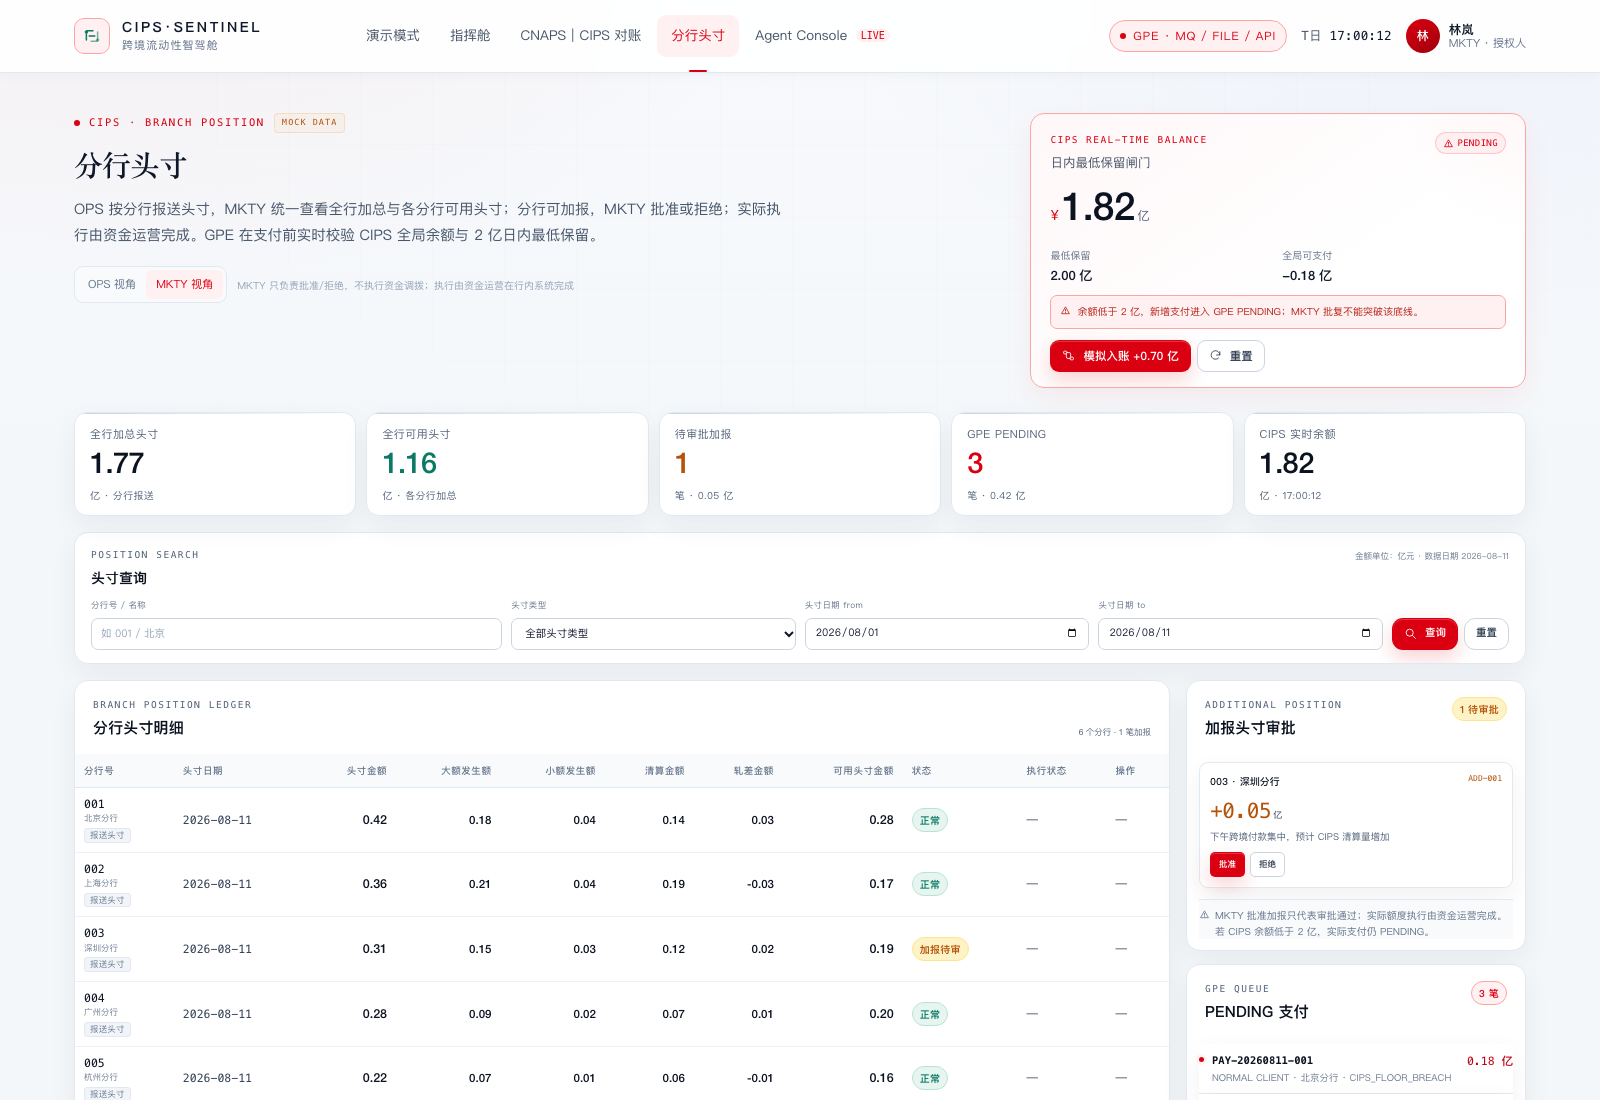 CIPS·SENTINEL
跨境流动性智驾舱
演示模式
指挥舱
CNAPS | CIPS 对账
分行头寸
Agent Console LIVE
GPE · MQ / FILE / API
T日 17:00:12
林
林岚
MKTY · 授权人
CIPS · BRANCH POSITION MOCK DATA
分行头寸
OPS 按分行报送头寸，MKTY 统一查看全行加总与各分行可用头寸；分行可加报，MKTY 批准或拒绝；实际执
行由资金运营完成。GPE 在支付前实时校验 CIPS 全局余额与 2 亿日内最低保留。
OPS 视角 MKTY 视角 MKTY 只负责批准/拒绝，不执行资金调拨；执行由资金运营在行内系统完成
CIPS REAL-TIME BALANCE
PENDING
日内最低保留闸门
¥1.82亿
最低保留 全局可支付
2.00 亿 -0.18 亿
余额低于 2 亿，新增支付进入 GPE PENDING；MKTY 批复不能突破该底线。
模拟入账 +0.70 亿 重置
全行加总头寸
1.77
亿 · 分行报送
全行可用头寸
1.16
亿 · 各分行加总
待审批加报
1
笔 · 0.05 亿
GPE PENDING
3
笔 · 0.42 亿
CIPS 实时余额
1.82
亿 · 17:00:12
POSITION SEARCH
金额单位：亿元 · 数据日期 2026-08-11
头寸查询
分行号 / 名称 头寸类型 头寸日期 from 头寸日期 to
如 001 / 北京 全部头寸类型 2026/08/01 2026/08/11 查询 重置
BRANCH POSITION LEDGER
分行头寸明细
6 个分行 · 1 笔加报
分行号 头寸日期 头寸金额 大额发生额 小额发生额 清算金额 轧差金额 可用头寸金额 状态 执行状态 操作
001
北京分行
报送头寸
2026-08-11 0.42 0.18 0.04 0.14 0.03 0.28 正常 — —
002
上海分行
报送头寸
2026-08-11 0.36 0.21 0.04 0.19 -0.03 0.17 正常 — —
003
深圳分行
报送头寸
2026-08-11 0.31 0.15 0.03 0.12 0.02 0.19 加报待审 — —
004
广州分行
报送头寸
2026-08-11 0.28 0.09 0.02 0.07 0.01 0.20 正常 — —
005
杭州分行
报送头寸
2026-08-11 0.22 0.07 0.01 0.06 -0.01 0.16 正常 — —
ADDITIONAL POSITION
1 待审批
加报头寸审批
003 · 深圳分行 ADD-001
+0.05亿
下午跨境付款集中，预计 CIPS 清算量增加
批准 拒绝
MKTY 批准加报只代表审批通过；实际额度执行由资金运营完成。
若 CIPS 余额低于 2 亿，实际支付仍 PENDING。
GPE QUEUE
3 笔
PENDING 支付
PAY-20260811-001 0.18 亿
NORMAL CLIENT · 北京分行 · CIPS_FLOOR_BREACH